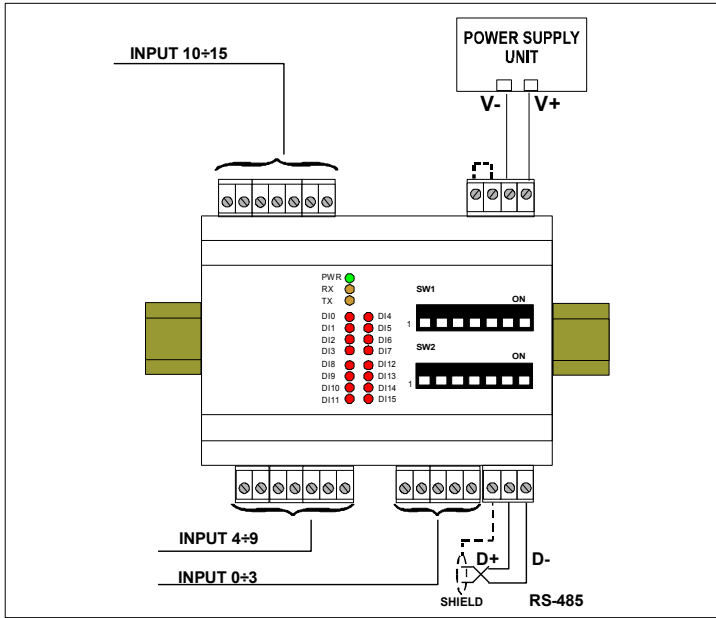 INPUT 10÷15
POWER SUPPLY
UNIT
V- V+
PWR
RX
TX
DI0 DI4
DI1 DI5
DI2 DI6
DI3 DI7
DI8 DI12
DI9 DI13
DI10 DI14
DI11 DI15
SW1
ON
1
SW2
ON
1
INPUT 4÷9
INPUT 0÷3
D+ D-
SHIELD RS-485